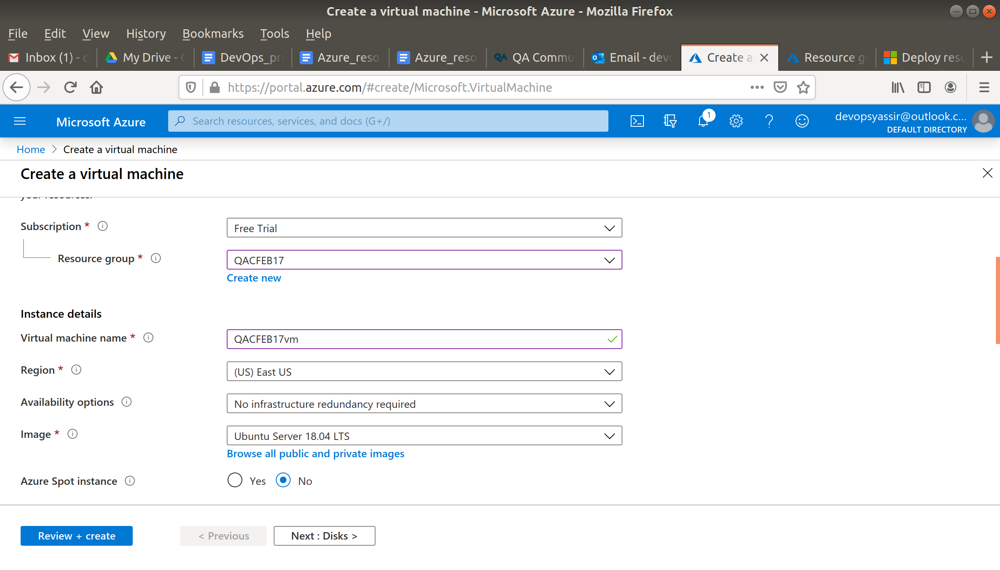 Create a virtual machine - Microsoft Azure - Mozilla Firefox
File Edit View History Bookmarks Tools Help
Inbox (1) - My Drive - DevOps_pr Azure_reso Azure_reso QA Commu Email - devo Create a Resource g Deploy reso
https://portal.azure.com/#create/Microsoft.VirtualMachine
Microsoft Azure
Search resources, services, and docs (G+/)
1
devopsyassir@outlook.c...
DEFAULT DIRECTORY
Home > Create a virtual machine
Create a virtual machine
your resources.
Subscription * Free Trial
Resource group * QACFEB17
Create new
Instance details
Virtual machine name * QACFEB17vm
Region * (US) East US
Availability options No infrastructure redundancy required
Image * Ubuntu Server 18.04 LTS
Browse all public and private images
Azure Spot instance Yes No
Review + create < Previous Next : Disks >